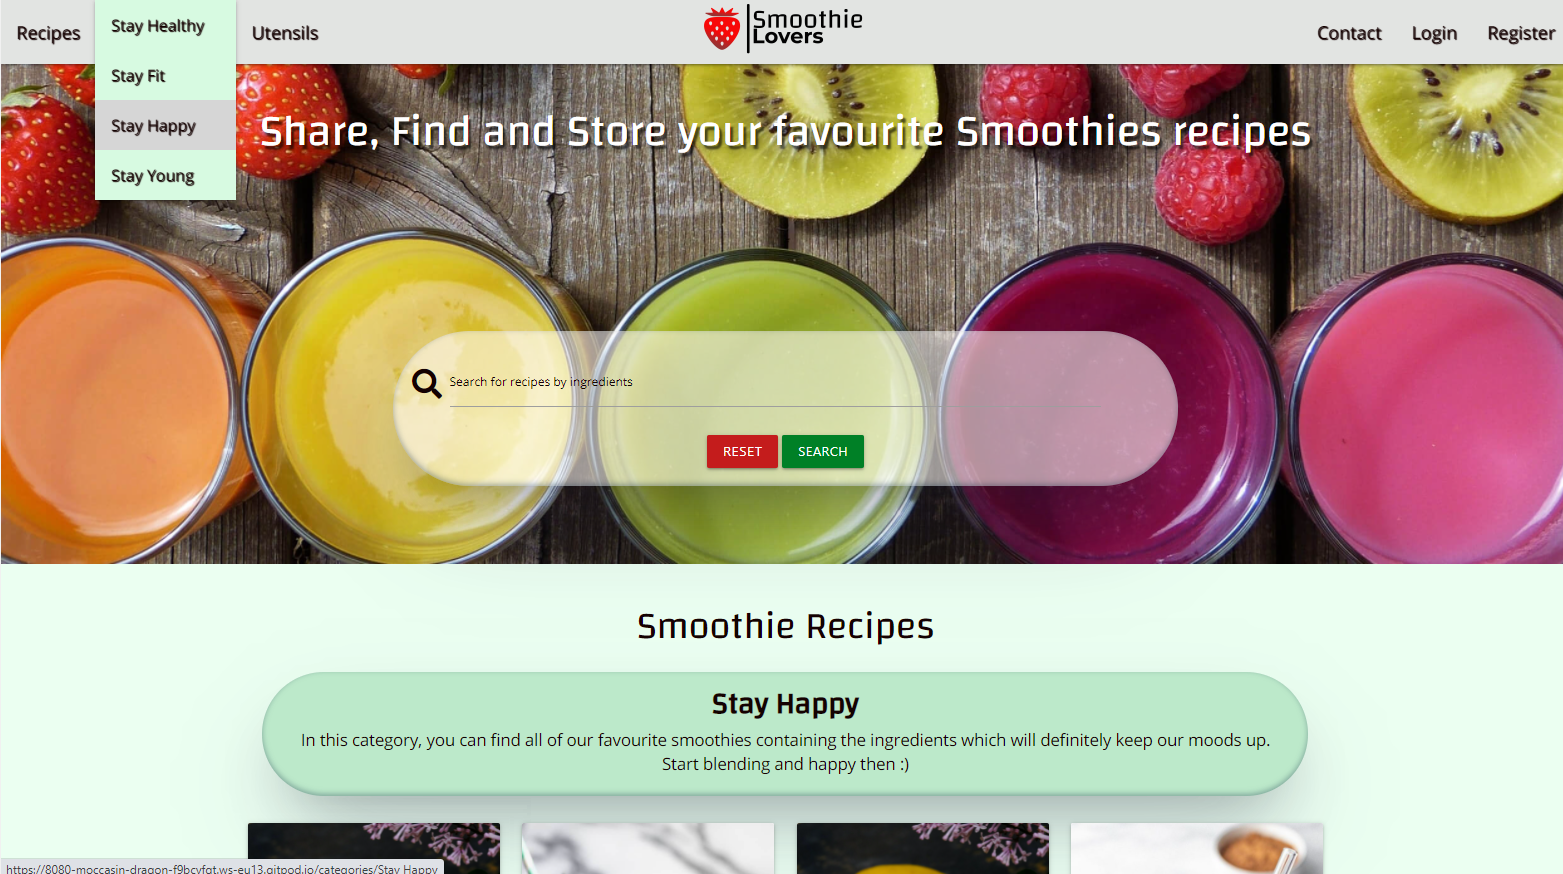 Recipes
Stay Healthy
Stay Fit
Stay Happy
Stay Young
Utensils
Smoothie
Lovers
Contact
Login
Register
Share, Find and Store your favourite Smoothies recipes
Search for recipes by ingredients
RESET
SEARCH
Smoothie Recipes
Stay Happy
In this category, you can find all of our favourite smoothies containing the ingredients which will definitely keep our moods up.
Start blending and happy then :)
https://8080-moccasin-dragon-f9bcyfgt.ws-eu13.gitpod.io/categories/Stay Happy